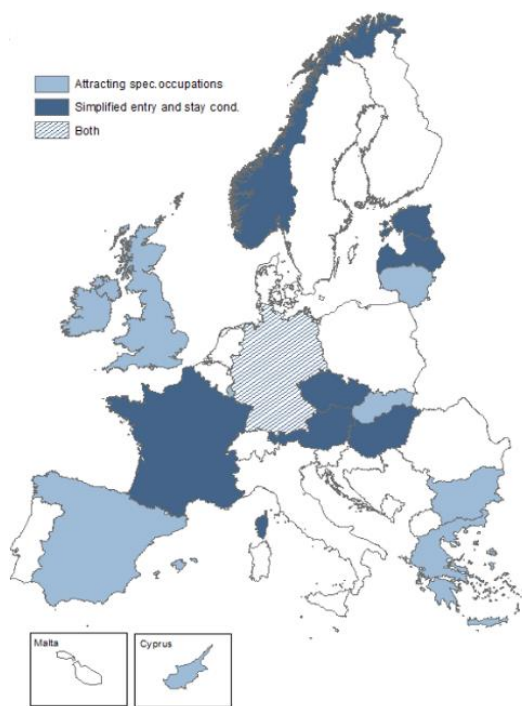 Attracting spec.occupations
Simplified entry and stay cond.
Both
Malta
Cyprus